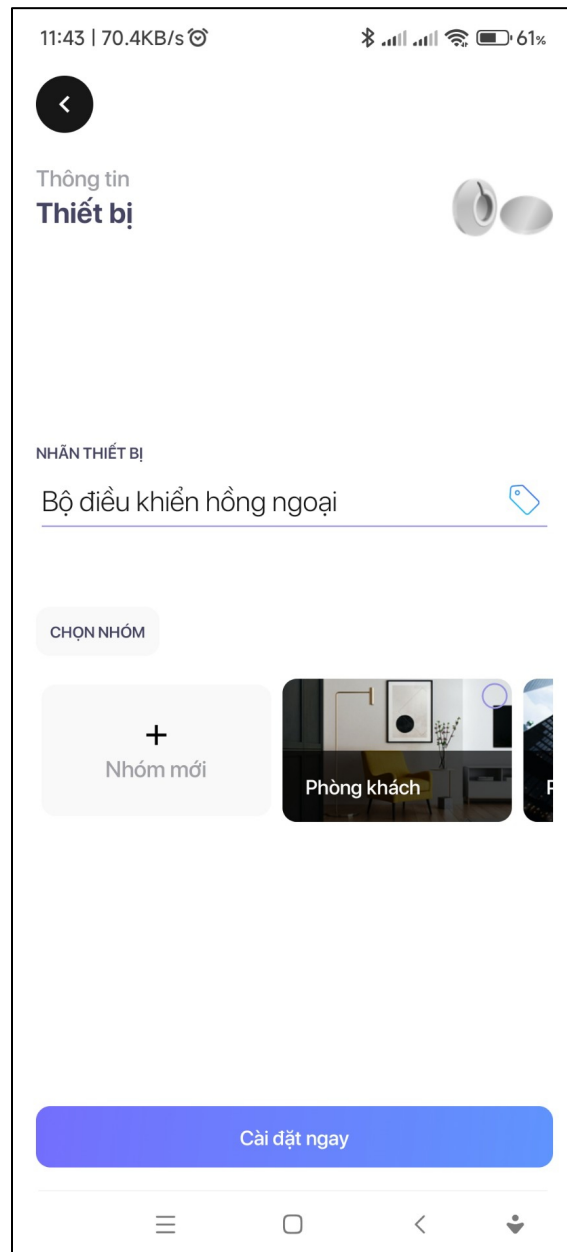 11:43 | 70.4KB/s
61%
Thông tin
Thiết bị
NHÃN THIẾT BỊ
Bộ điều khiển hồng ngoại
CHỌN NHÓM
+
Nhóm mới
Phòng khách
Cài đặt ngay